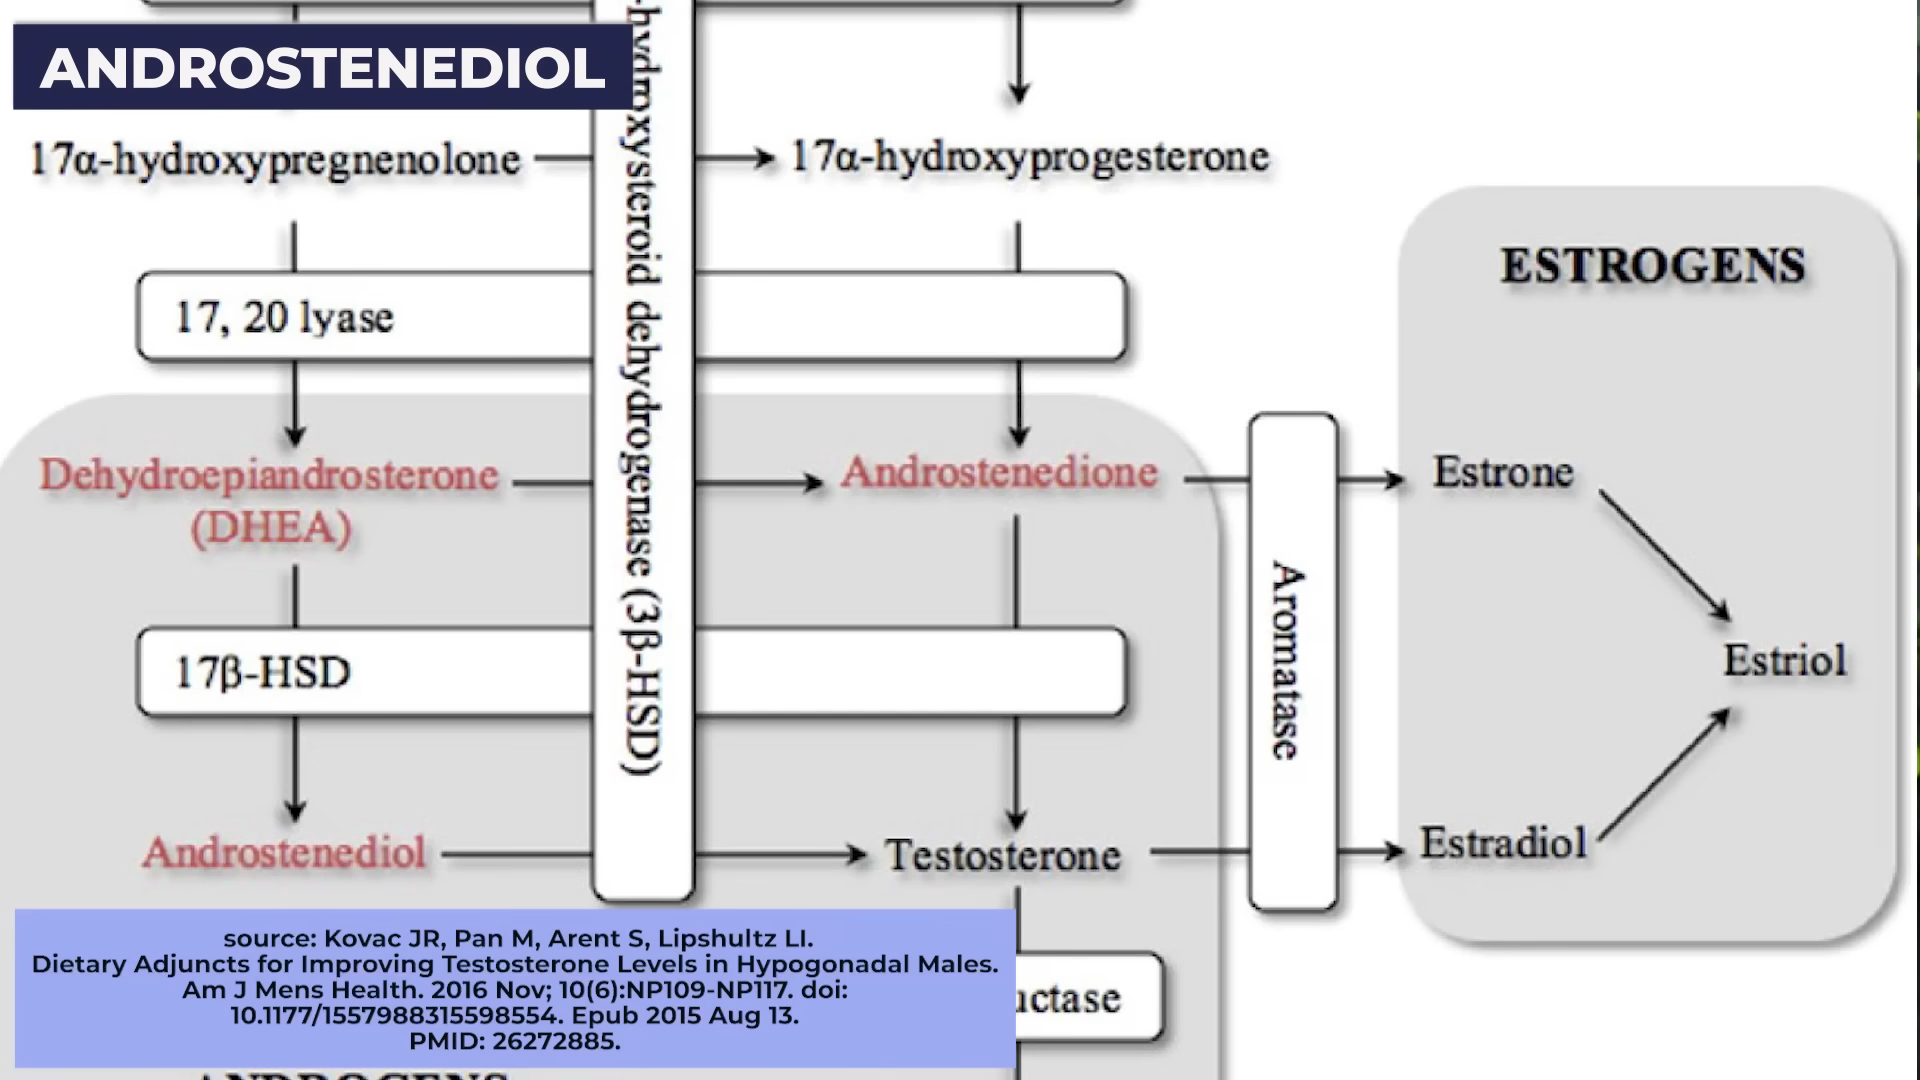 ANDROSTENEDIOL
17α-hydroxypregnenolone
17α-hydroxyprogesterone
-hydroxysteroid dehydrogenase (3β-HSD)
ESTROGENS
17, 20 lyase
Dehydroepiandrosterone
(DHEA)
Androstenedione
Estrone
Aromatase
17β-HSD
Estriol
Androstenediol
Testosterone
Estradiol
source: Kovac JR, Pan M, Arent S, Lipshultz LI.
Dietary Adjuncts for Improving Testosterone Levels in Hypogonadal Males.
Am J Mens Health. 2016 Nov; 10(6):NP109-NP117. doi:
10.1177/1557988315598554. Epub 2015 Aug 13.
PMID: 26272885.
uctase
ANDROGENS